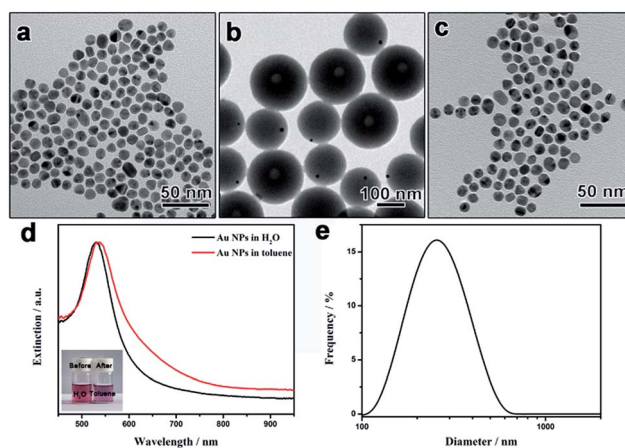 a
50 nm
b
100 nm
c
50 nm
d
Au NPs in H2O
Au NPs in toluene
Extinction / a.u.
Before After
H2O Toluene
500 600 700 800 900
Wavelength / nm
e
Frequency / %
15
10
5
0
100 1000
Diameter / nm